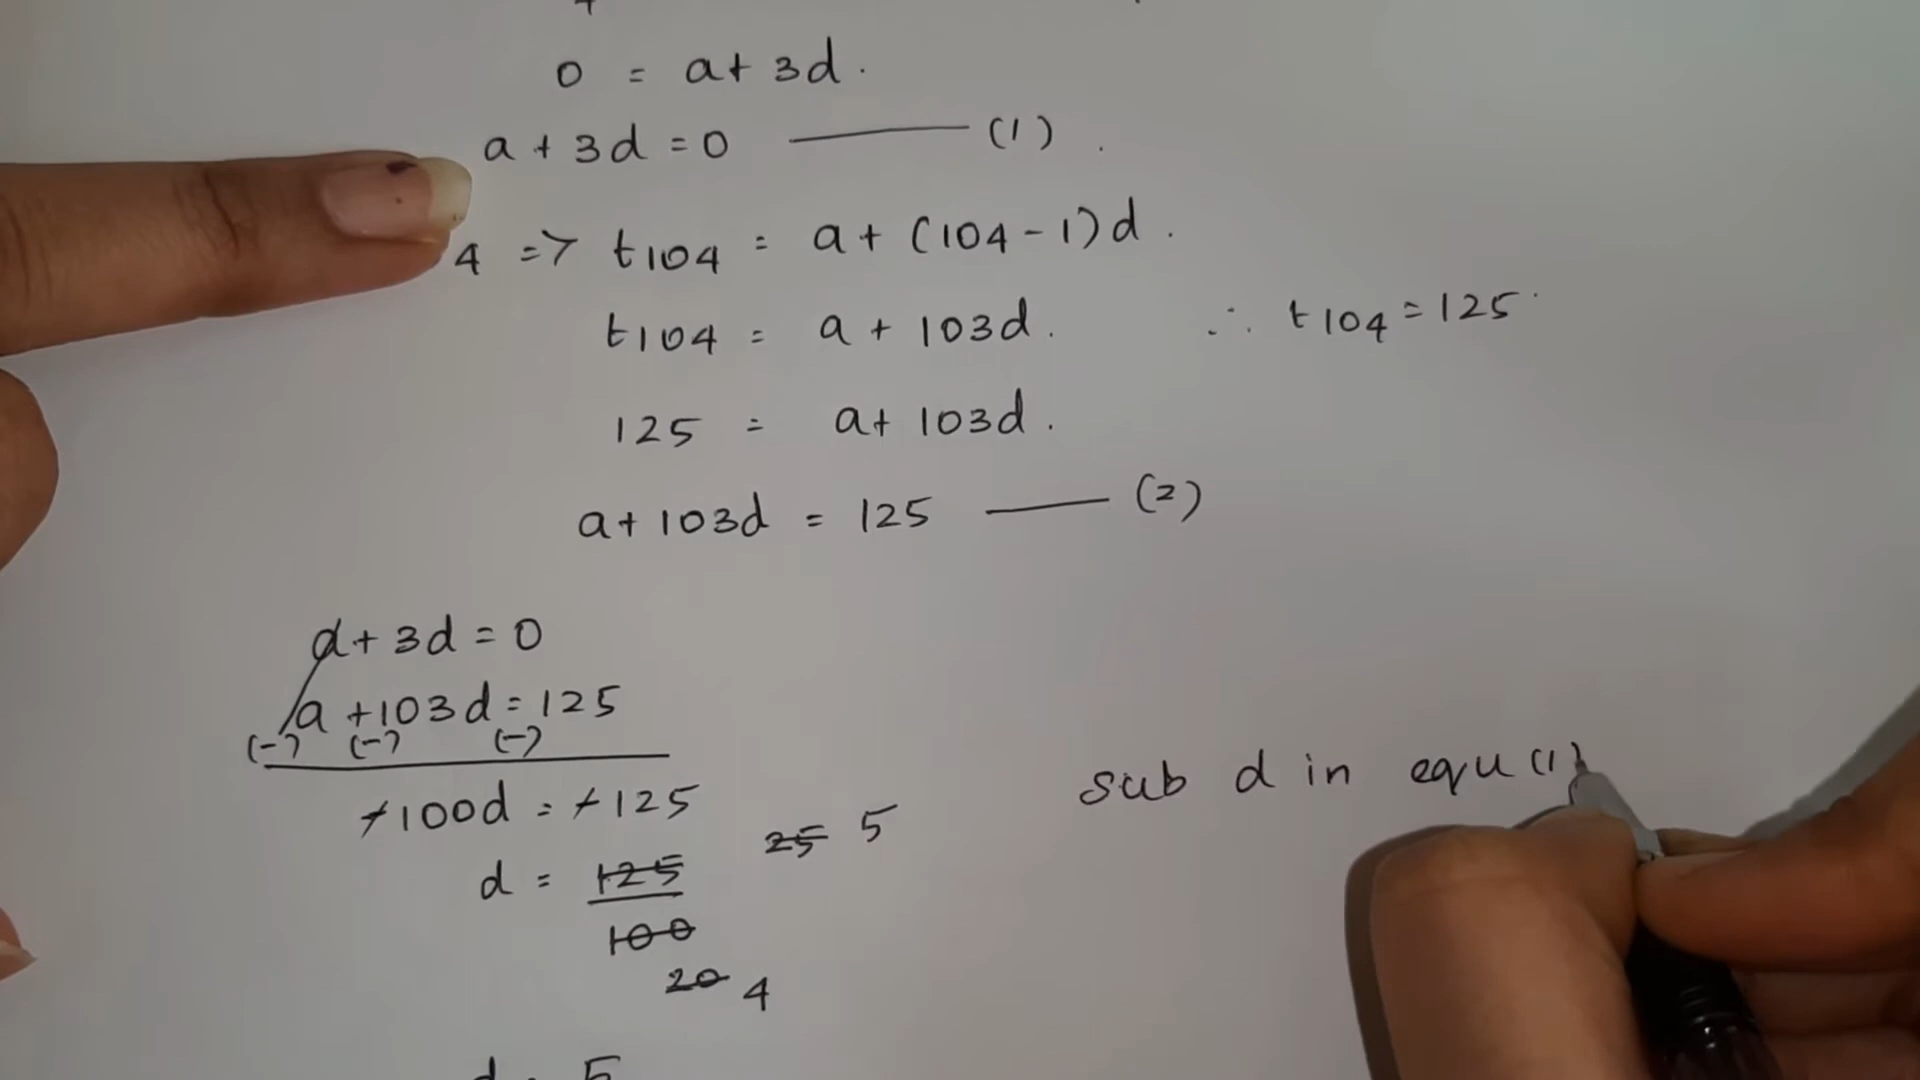 0 = a + 3d.
a + 3d = 0 ——— (1).
4 => t104 = a + (104 - 1)d.
t104 = a + 103d. ∴ t104 = 125.
125 = a + 103d.
a + 103d = 125 ——— (2)
a + 3d = 0
a + 103d = 125
(-) (-) (-)
-100d = -125
d = 125 25 5
100
20 4
sub d in equ (1)
d = 5